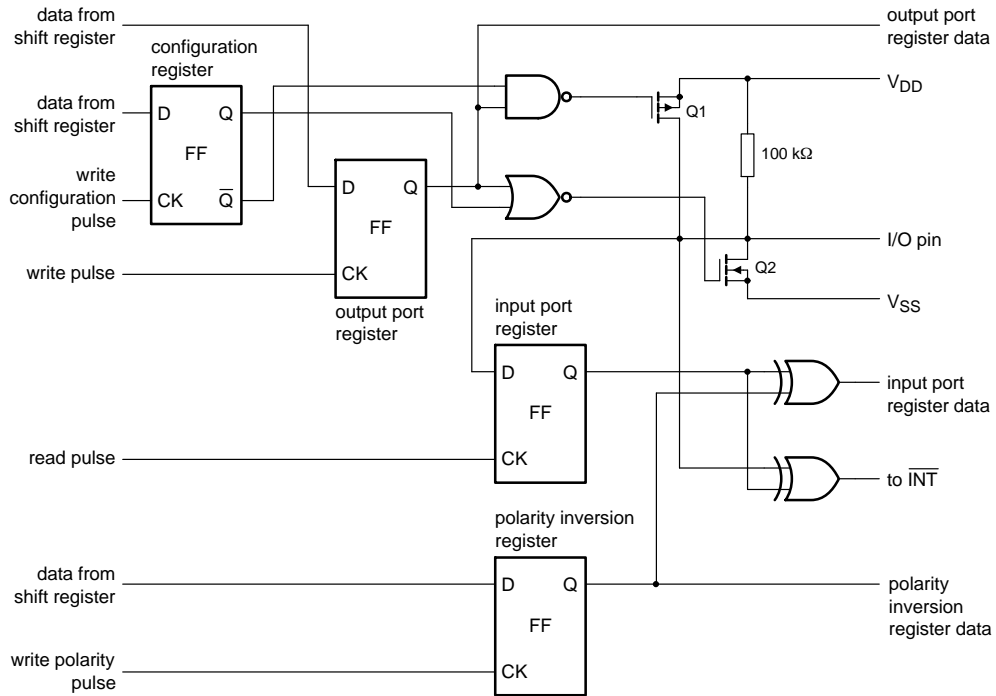 data from
shift register
output port
register data
configuration
register
VDD
D
Q
Q1
data from
shift register
FF
100 kΩ
write
configuration
pulse
CK
Q̅
D
Q
FF
I/O pin
Q2
write pulse
CK
VSS
output port
register
input port
register
D
Q
input port
register data
FF
read pulse
CK
to I̅N̅T̅
polarity inversion
register
data from
shift register
D
Q
polarity
inversion
register data
FF
write polarity
pulse
CK